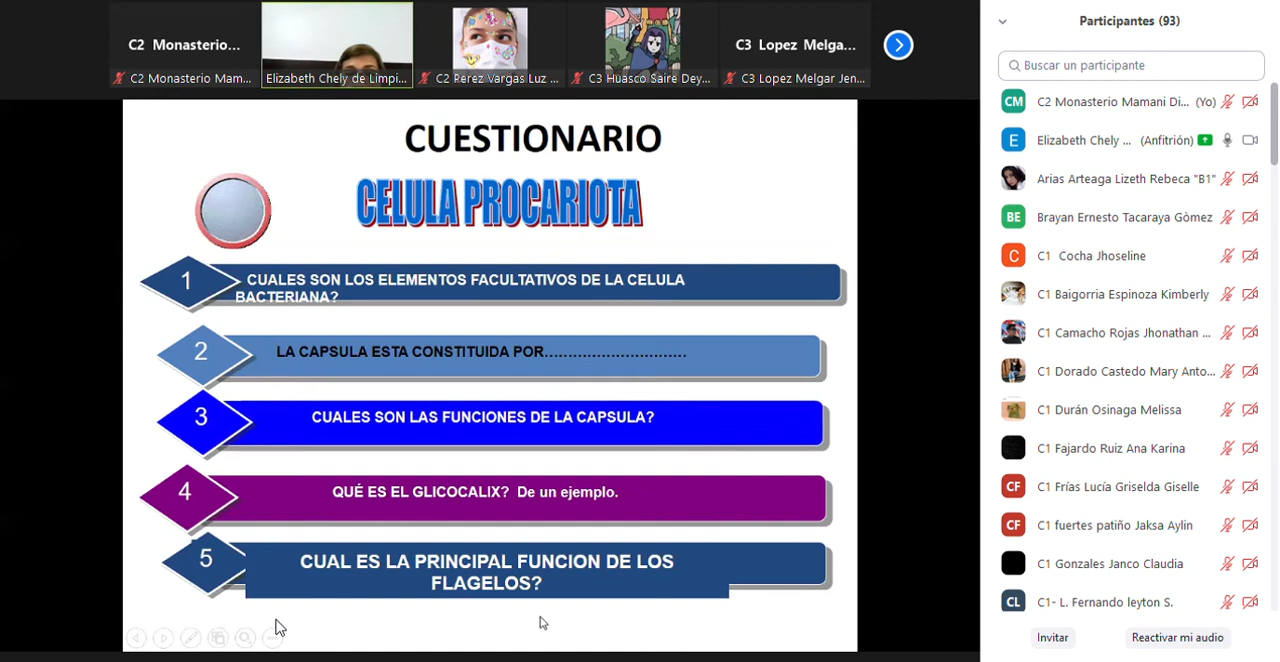 C2 Monasterio...
C3 Lopez Melga...
C2 Monasterio Mam...
Elizabeth Chely de Limpi...
C2 Perez Vargas Luz ...
C3 Huasco Saire Dey...
C3 Lopez Melgar Jen...
CUESTIONARIO
CELULA PROCARIOTA
1
CUALES SON LOS ELEMENTOS FACULTATIVOS DE LA CELULA
BACTERIANA?
2
LA CAPSULA ESTA CONSTITUIDA POR............................
3
CUALES SON LAS FUNCIONES DE LA CAPSULA?
4
QUÉ ES EL GLICOCALIX? De un ejemplo.
5
CUAL ES LA PRINCIPAL FUNCION DE LOS
FLAGELOS?
Participantes (93)
Buscar un participante
CM C2 Monasterio Mamani Di... (Yo)
E Elizabeth Chely ... (Anfitrión)
Arias Arteaga Lizeth Rebeca "B1"
BE Brayan Ernesto Tacaraya Gòmez
C C1 Cocha Jhoseline
C1 Baigorria Espinoza Kimberly
C1 Camacho Rojas Jhonathan ...
C1 Dorado Castedo Mary Anto...
C1 Durán Osinaga Melissa
C1 Fajardo Ruiz Ana Karina
CF C1 Frías Lucía Griselda Giselle
CF C1 fuertes patiño Jaksa Aylin
C1 Gonzales Janco Claudia
CL C1- L. Fernando leyton S.
Invitar
Reactivar mi audio